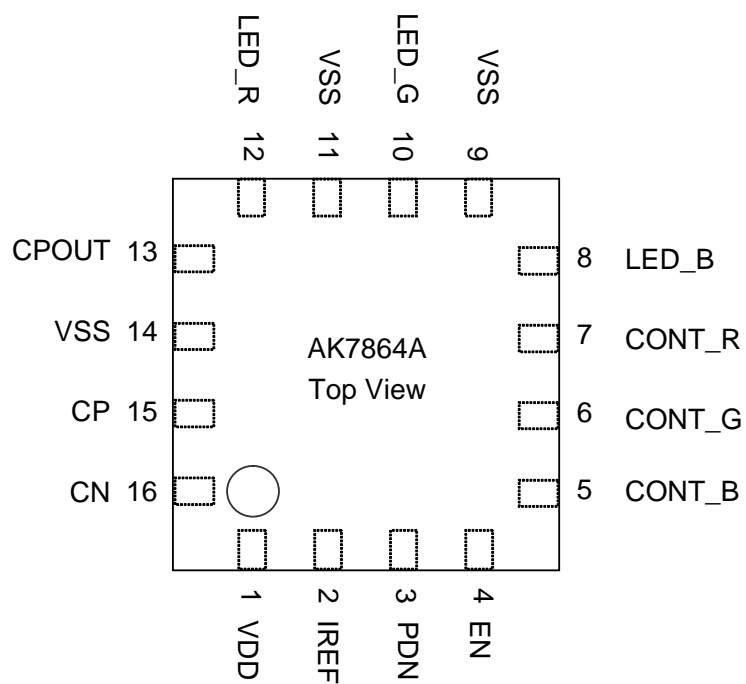 LED_R
VSS
LED_G
VSS
12
11
10
9
CPOUT 13
8 LED_B
VSS 14
7 CONT_R
AK7864A
Top View
CP 15
6 CONT_G
CN 16
5 CONT_B
1 VDD
2 IREF
3 PDN
4 EN